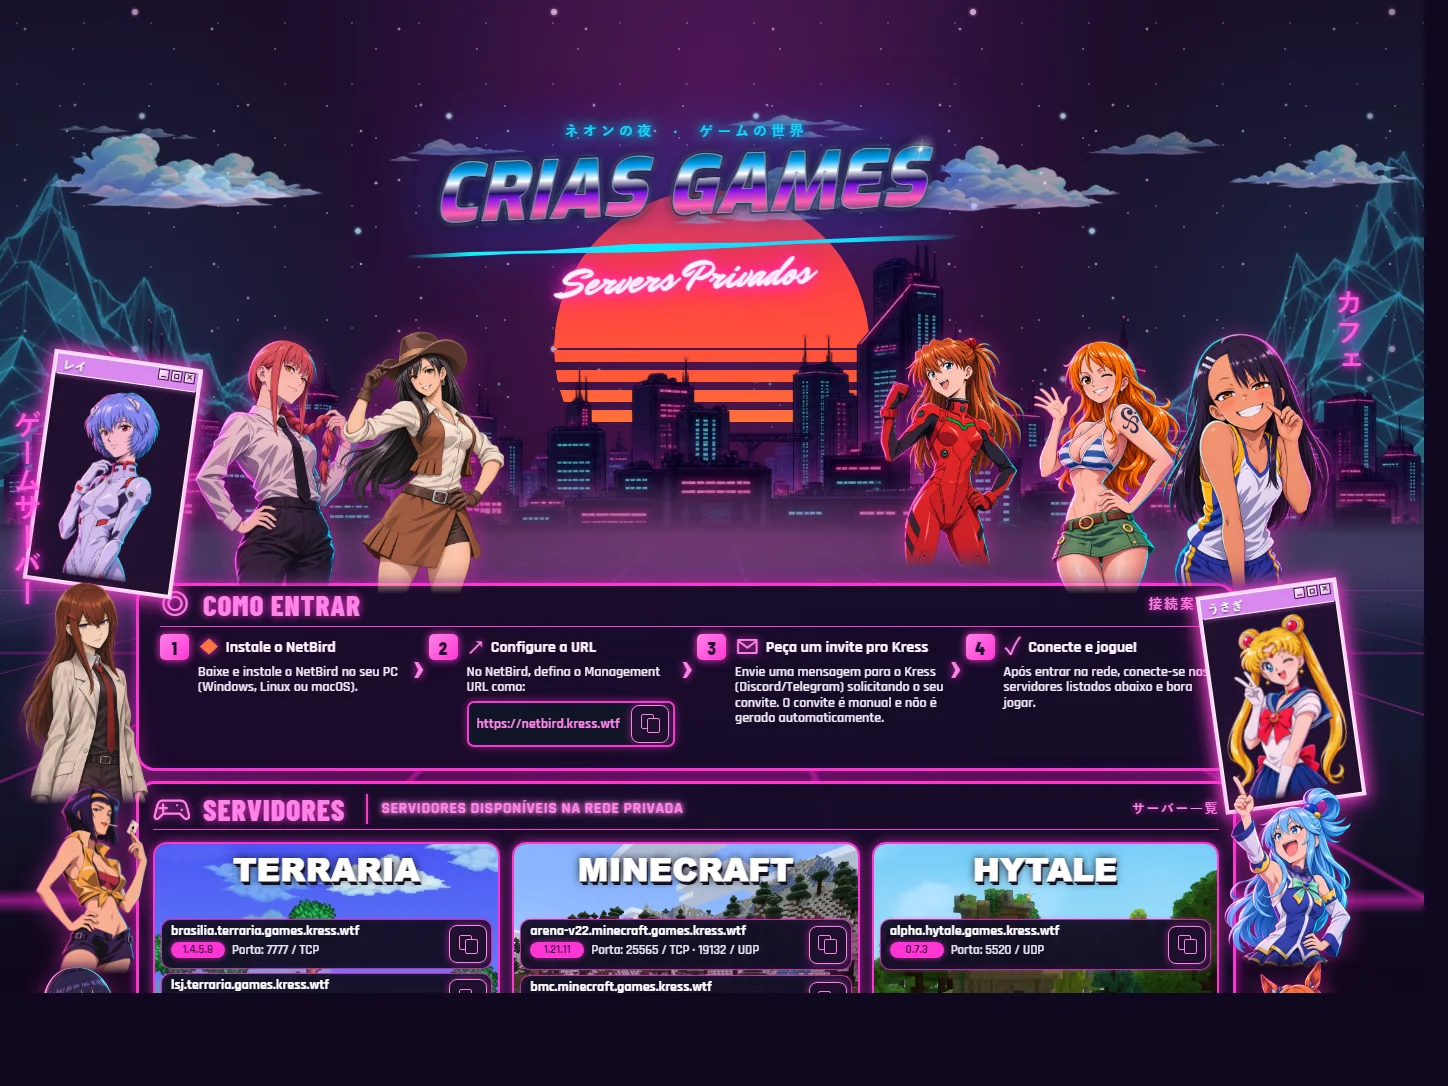 ネオンの夜 · ゲームの世界
CRIAS GAMES
Servers Privados
カフェ
レイ
ゲームサーバー
COMO ENTRAR
接続案
うさぎ
1 Instale o NetBird
Baixe e instale o NetBird no seu PC
(Windows, Linux ou macOS).
2 Configure a URL
No NetBird, defina o Management
URL como:
https://netbird.kress.wtf
3 Peça um invite pro Kress
Envie uma mensagem para o Kress
(Discord/Telegram) solicitando o seu
convite. O convite é manual e não é
gerado automaticamente.
4 Conecte e jogue!
Após entrar na rede, conecte-se nos
servidores listados abaixo e bora
jogar.
SERVIDORES
SERVIDORES DISPONÍVEIS NA REDE PRIVADA
サーバー一覧
TERRARIA
brasilia.terraria.games.kress.wtf
1.4.5.8 Porta: 7777 / TCP
lsj.terraria.games.kress.wtf
MINECRAFT
arena-v22.minecraft.games.kress.wtf
1.21.11 Porta: 25565 / TCP · 19132 / UDP
bmc.minecraft.games.kress.wtf
HYTALE
alpha.hytale.games.kress.wtf
0.7.3 Porta: 5520 / UDP